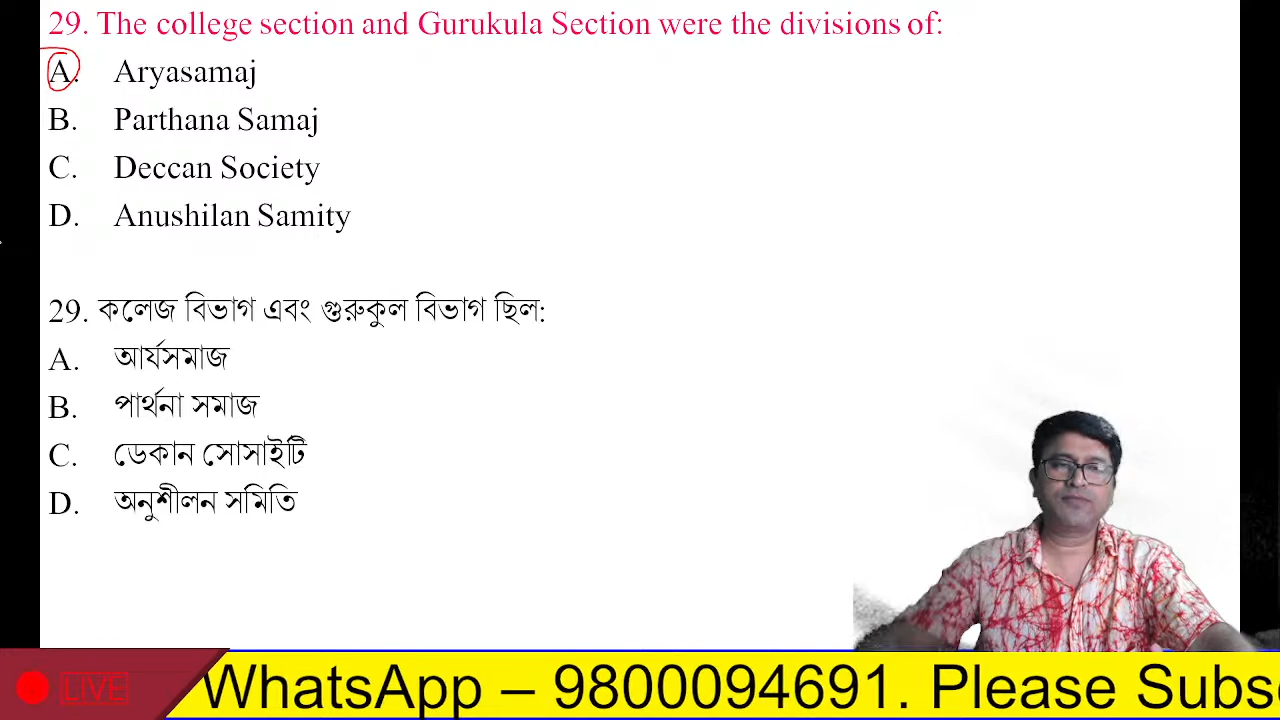 29. The college section and Gurukula Section were the divisions of:
A. Aryasamaj
B. Parthana Samaj
C. Deccan Society
D. Anushilan Samity
29. কলেজ বিভাগ এবং গুরুকুল বিভাগ ছিল:
A. আর্যসমাজ
B. পার্থনা সমাজ
C. ডেকান সোসাইটি
D. অনুশীলন সমিতি
LIVE WhatsApp – 9800094691. Please Subs